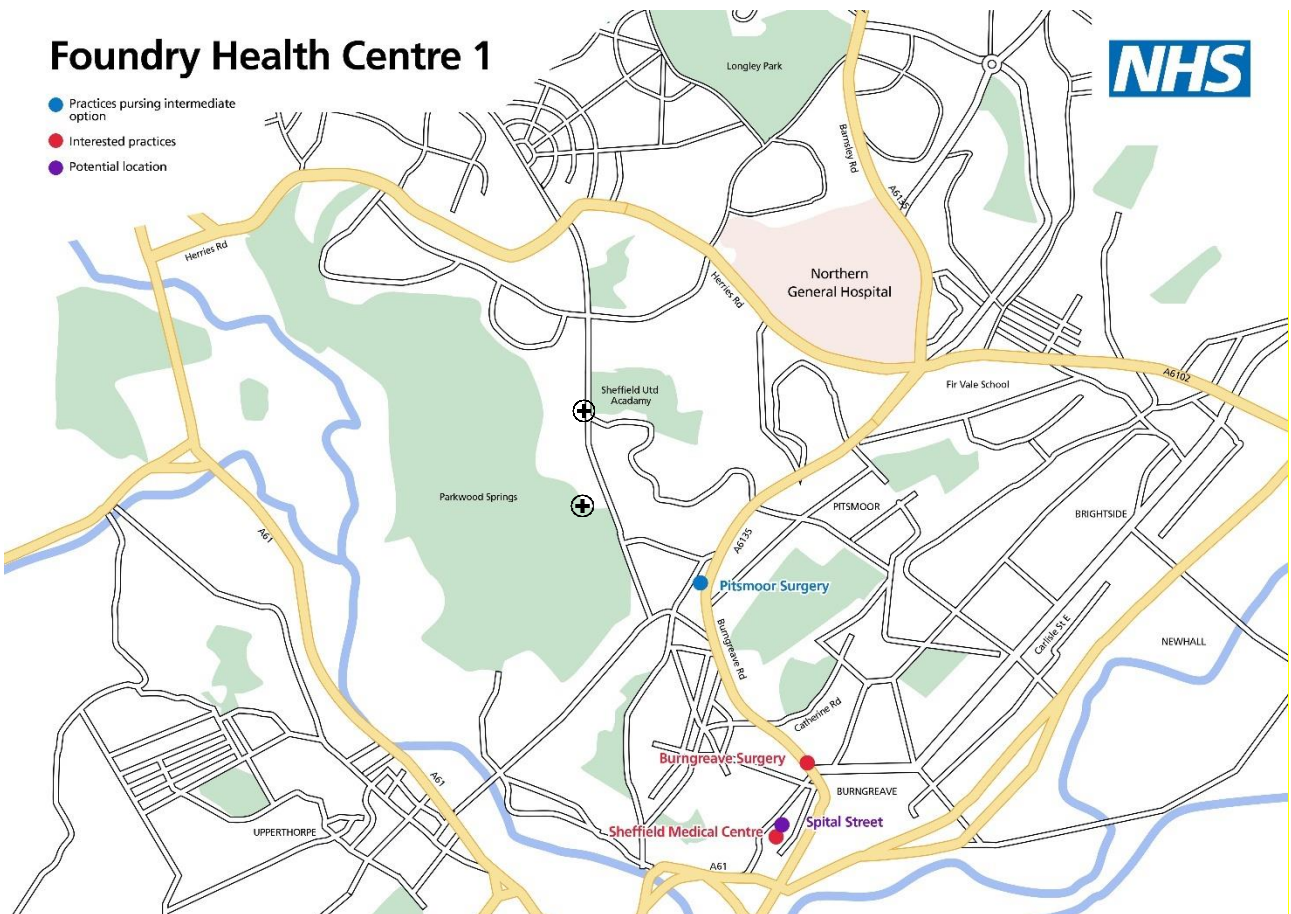 Foundry Health Centre 1
NHS
Practices pursing intermediate
option
Interested practices
Potential location
Longley Park
Barnsley Rd
A6135
Herries Rd
Northern
General Hospital
Herries Rd
A6102
Fir Vale School
Sheffield Utd
Acadamy
Parkwood Springs
PITSMOOR
BRIGHTSIDE
A61
A6135
Pitsmoor Surgery
Burngreave Rd
Carlisle St E
NEWHALL
Catherine Rd
Burngreave Surgery
A61
BURNGREAVE
UPPERTHORPE
Sheffield Medical Centre
Spital Street
A61